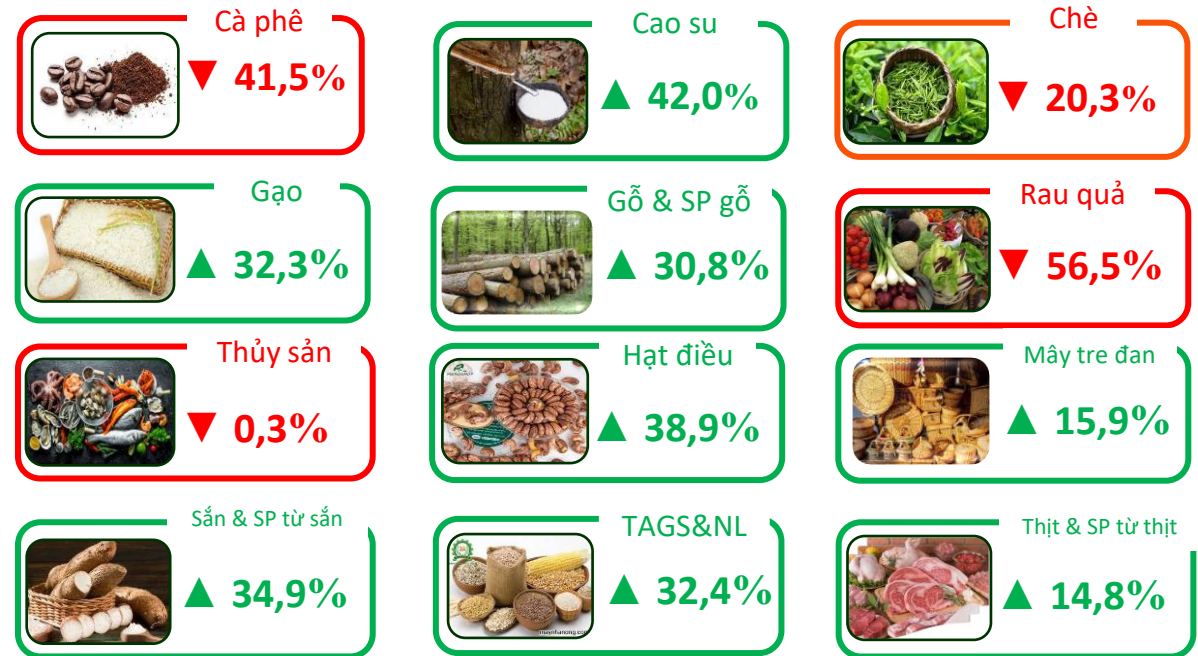 Cà phê
▼ 41,5%
Cao su
▲ 42,0%
Chè
▼ 20,3%
Gạo
▲ 32,3%
Gỗ & SP gỗ
▲ 30,8%
Rau quả
▼ 56,5%
Thủy sản
▼ 0,3%
Hạt điều
▲ 38,9%
Mây tre đan
▲ 15,9%
Sắn & SP từ sắn
▲ 34,9%
TAGS&NL
▲ 32,4%
maynhanong.com
Thịt & SP từ thịt
▲ 14,8%